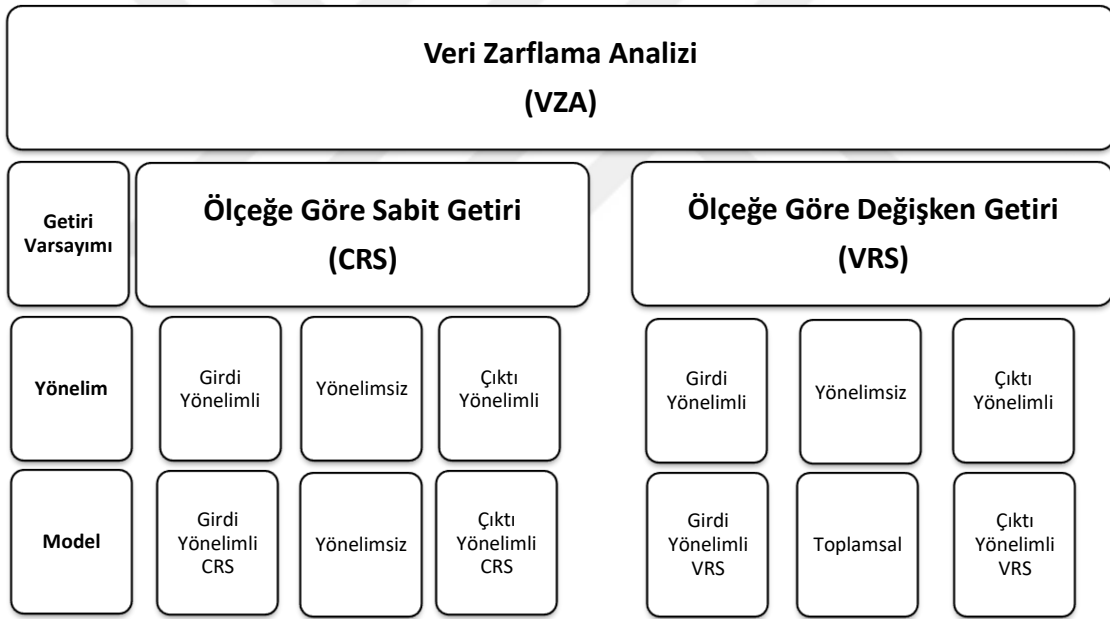 Veri Zarflama Analizi
(VZA)
Getiri
Varsayımı
Ölçeğe Göre Sabit Getiri
(CRS)
Ölçeğe Göre Değişken Getiri
(VRS)
Yönelim
Girdi
Yönelimli
Yönelimsiz
Çıktı
Yönelimli
Girdi
Yönelimli
Yönelimsiz
Çıktı
Yönelimli
Model
Girdi
Yönelimli
CRS
Yönelimsiz
Çıktı
Yönelimli
CRS
Girdi
Yönelimli
VRS
Toplamsal
Çıktı
Yönelimli
VRS